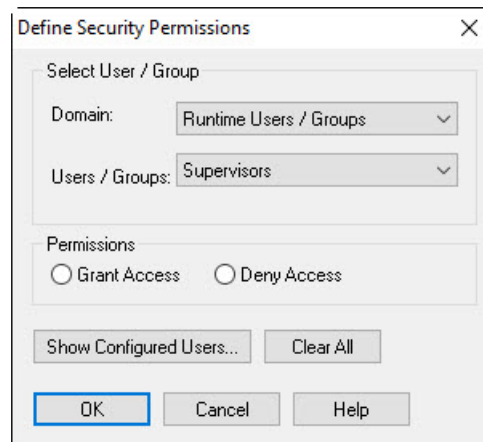 Define Security Permissions
Select User / Group
Domain: Runtime Users / Groups
Users / Groups: Supervisors
Permissions
Grant Access Deny Access
Show Configured Users... Clear All
OK Cancel Help